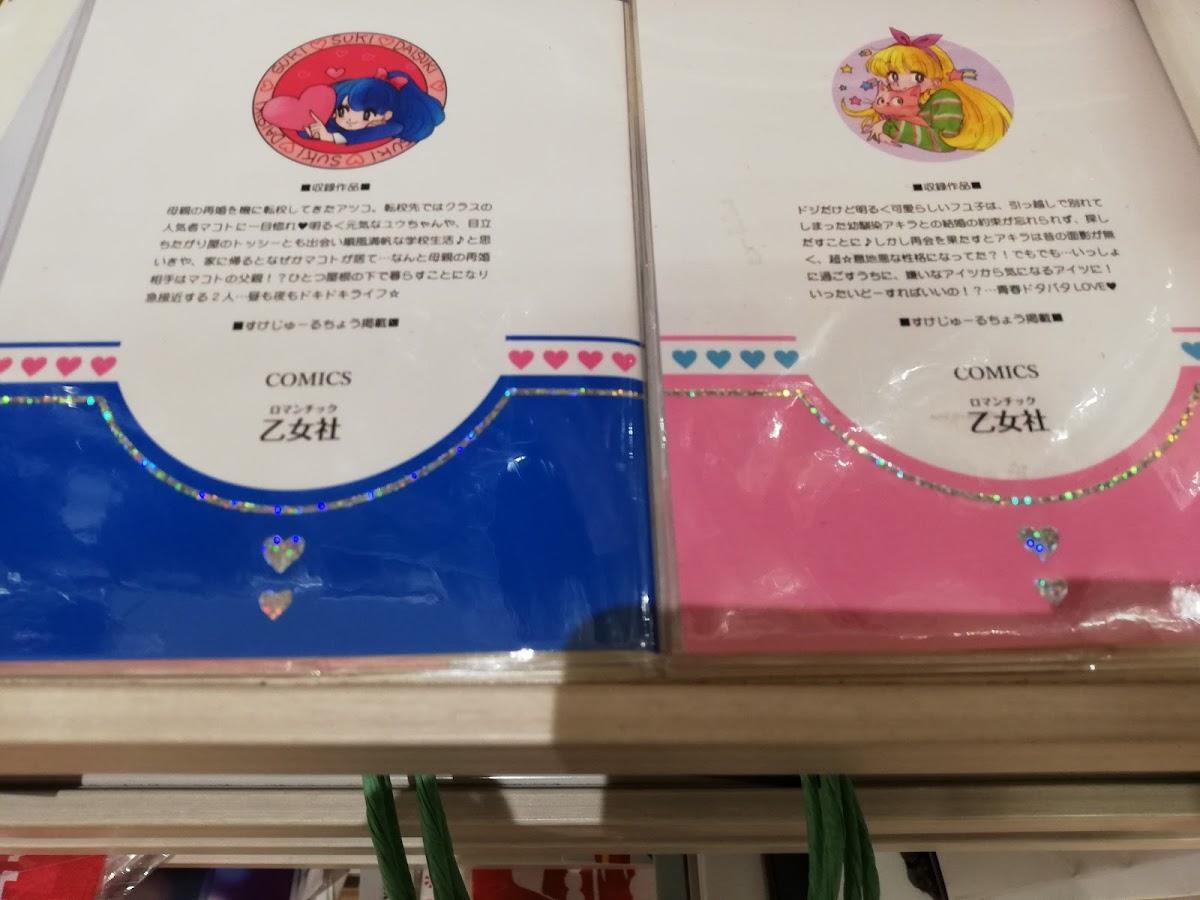 SUKI ♡ SUKI ♡ DAISUKI ♡ SUKI ♡ SUKI ♡ DAISUKI
■収録作品■
母親の再婚を機に転校してきたアツコ。転校先ではクラスの
人気者マコトに一目惚れ♥明るく元気なユウちゃんや、目立
ちたがり屋のトッシーとも出会い順風満帆な学校生活♪と思
いきや、家に帰るとなぜかマコトが居て…なんと母親の再婚
相手はマコトの父親!?ひとつ屋根の下で暮らすことになり
急接近する2人…昼も夜もドキドキライフ☆
■すけじゅーるちょう掲載■
COMICS
ロマンチック
乙女社
■収録作品■
ドジだけど明るく可愛らしいフユ子は、引っ越しで別れて
しまった幼馴染アキラとの結婚の約束が忘れられず、探し
だすことに♪しかし再会を果たすとアキラは昔の面影が無
く、超☆意地悪な性格になってた?!でもでも…いっしょ
に過ごすうちに、嫌いなアイツから気になるアイツに!
いったいどーすればいいの!?…青春ドタバタLOVE♥
■すけじゅーるちょう掲載■
COMICS
ロマンチック
乙女社